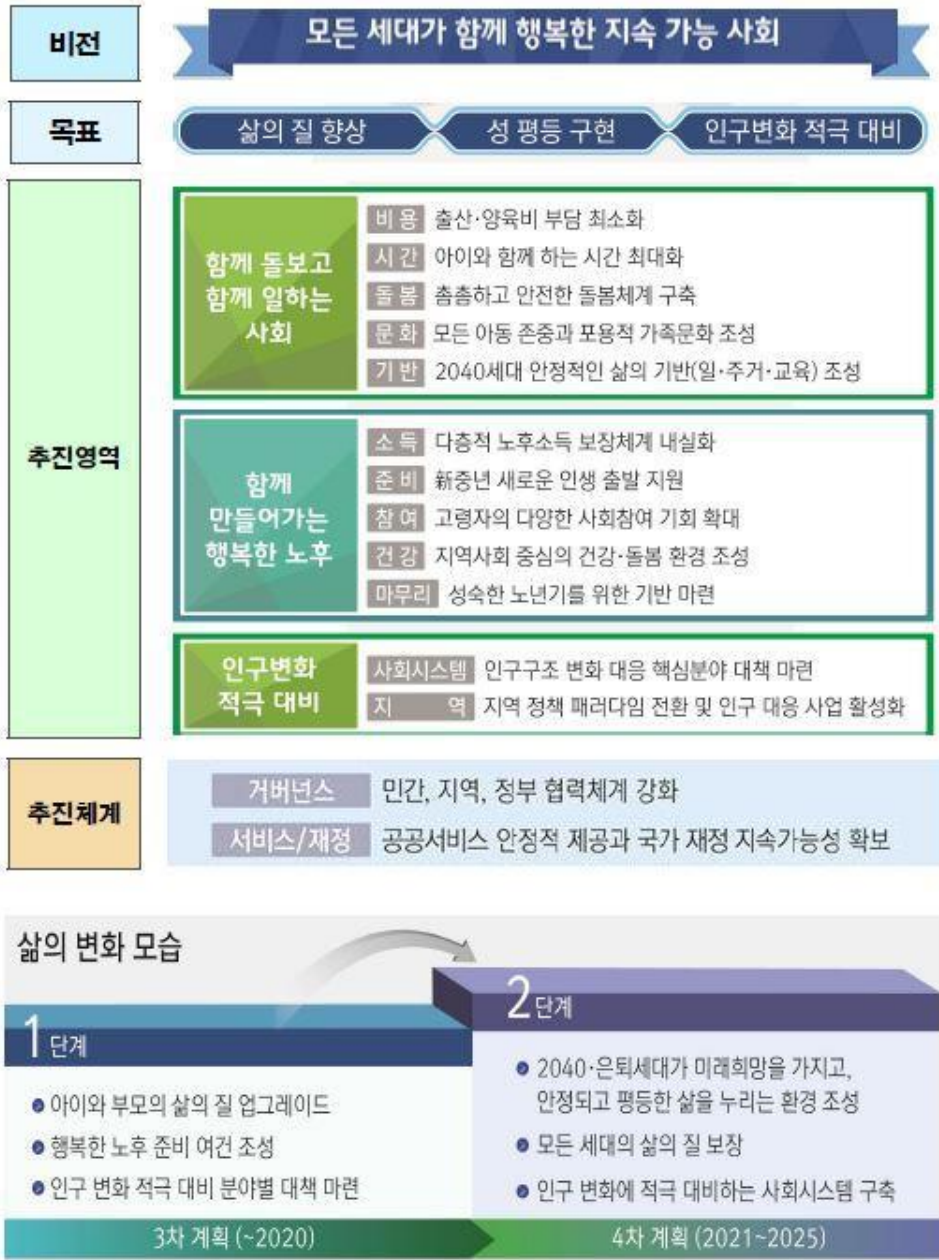 비전
모든 세대가 함께 행복한 지속 가능 사회
목표
삶의 질 향상
성 평등 구현
인구변화 적극 대비
추진영역
함께 돌보고
함께 일하는
사회
비용 출산·양육비 부담 최소화
시간 아이와 함께 하는 시간 최대화
돌봄 촘촘하고 안전한 돌봄체계 구축
문화 모든 아동 존중과 포용적 가족문화 조성
기반 2040세대 안정적인 삶의 기반(일·주거·교육) 조성
함께
만들어가는
행복한 노후
소득 다층적 노후소득 보장체계 내실화
준비 新중년 새로운 인생 출발 지원
참여 고령자의 다양한 사회참여 기회 확대
건강 지역사회 중심의 건강·돌봄 환경 조성
마무리 성숙한 노년기를 위한 기반 마련
인구변화
적극 대비
사회시스템 인구구조 변화 대응 핵심분야 대책 마련
지 역 지역 정책 패러다임 전환 및 인구 대응 사업 활성화
추진체계
거버넌스 민간, 지역, 정부 협력체계 강화
서비스/재정 공공서비스 안정적 제공과 국가 재정 지속가능성 확보
삶의 변화 모습
1단계
아이와 부모의 삶의 질 업그레이드
행복한 노후 준비 여건 조성
인구 변화 적극 대비 분야별 대책 마련
3차 계획 (~2020)
2단계
2040·은퇴세대가 미래희망을 가지고,
안정되고 평등한 삶을 누리는 환경 조성
모든 세대의 삶의 질 보장
인구 변화에 적극 대비하는 사회시스템 구축
4차 계획 (2021~2025)